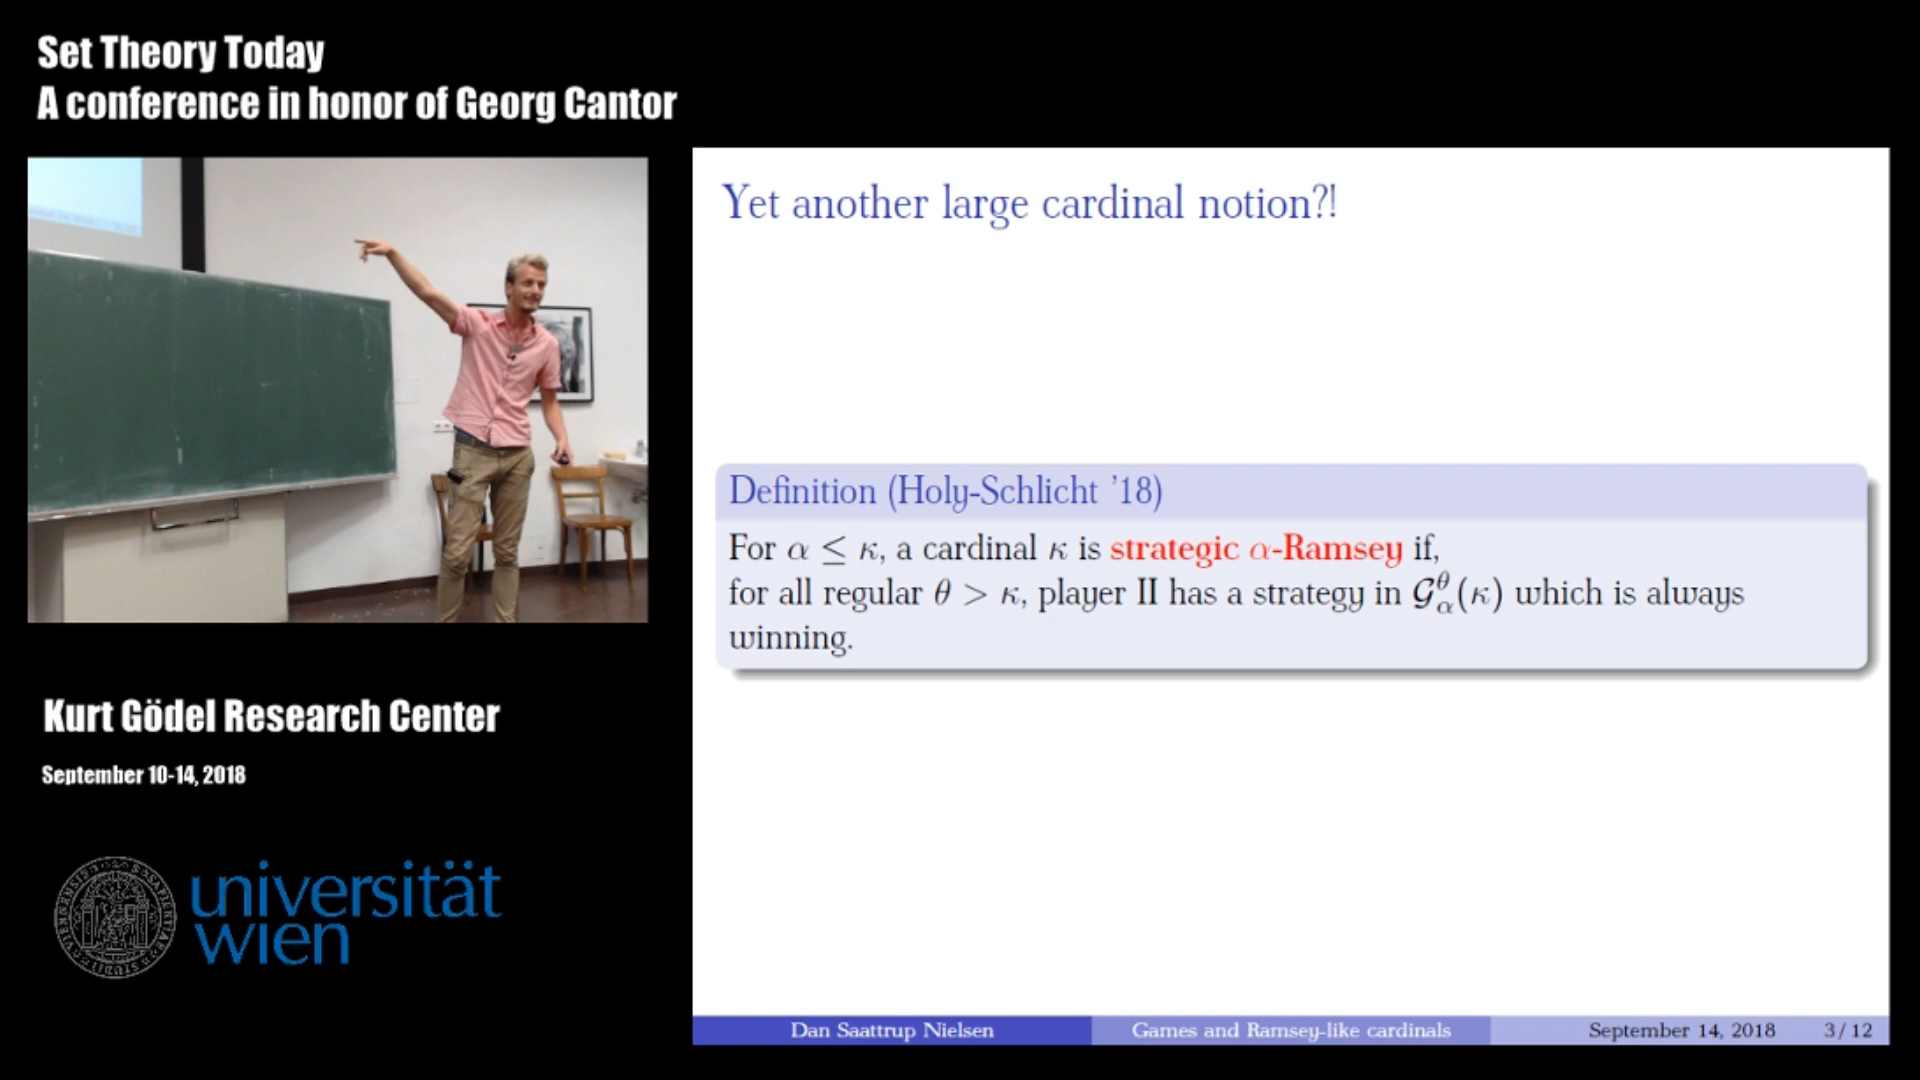 Set Theory Today
A conference in honor of Georg Cantor
Yet another large cardinal notion?!
Definition (Holy-Schlicht '18)
For α ≤ κ, a cardinal κ is strategic α-Ramsey if,
for all regular θ > κ, player II has a strategy in 𝒢^θ_α(κ) which is always
winning.
Kurt Gödel Research Center
September 10-14, 2018
universität
wien
Dan Saattrup Nielsen Games and Ramsey-like cardinals September 14, 2018 3 / 12